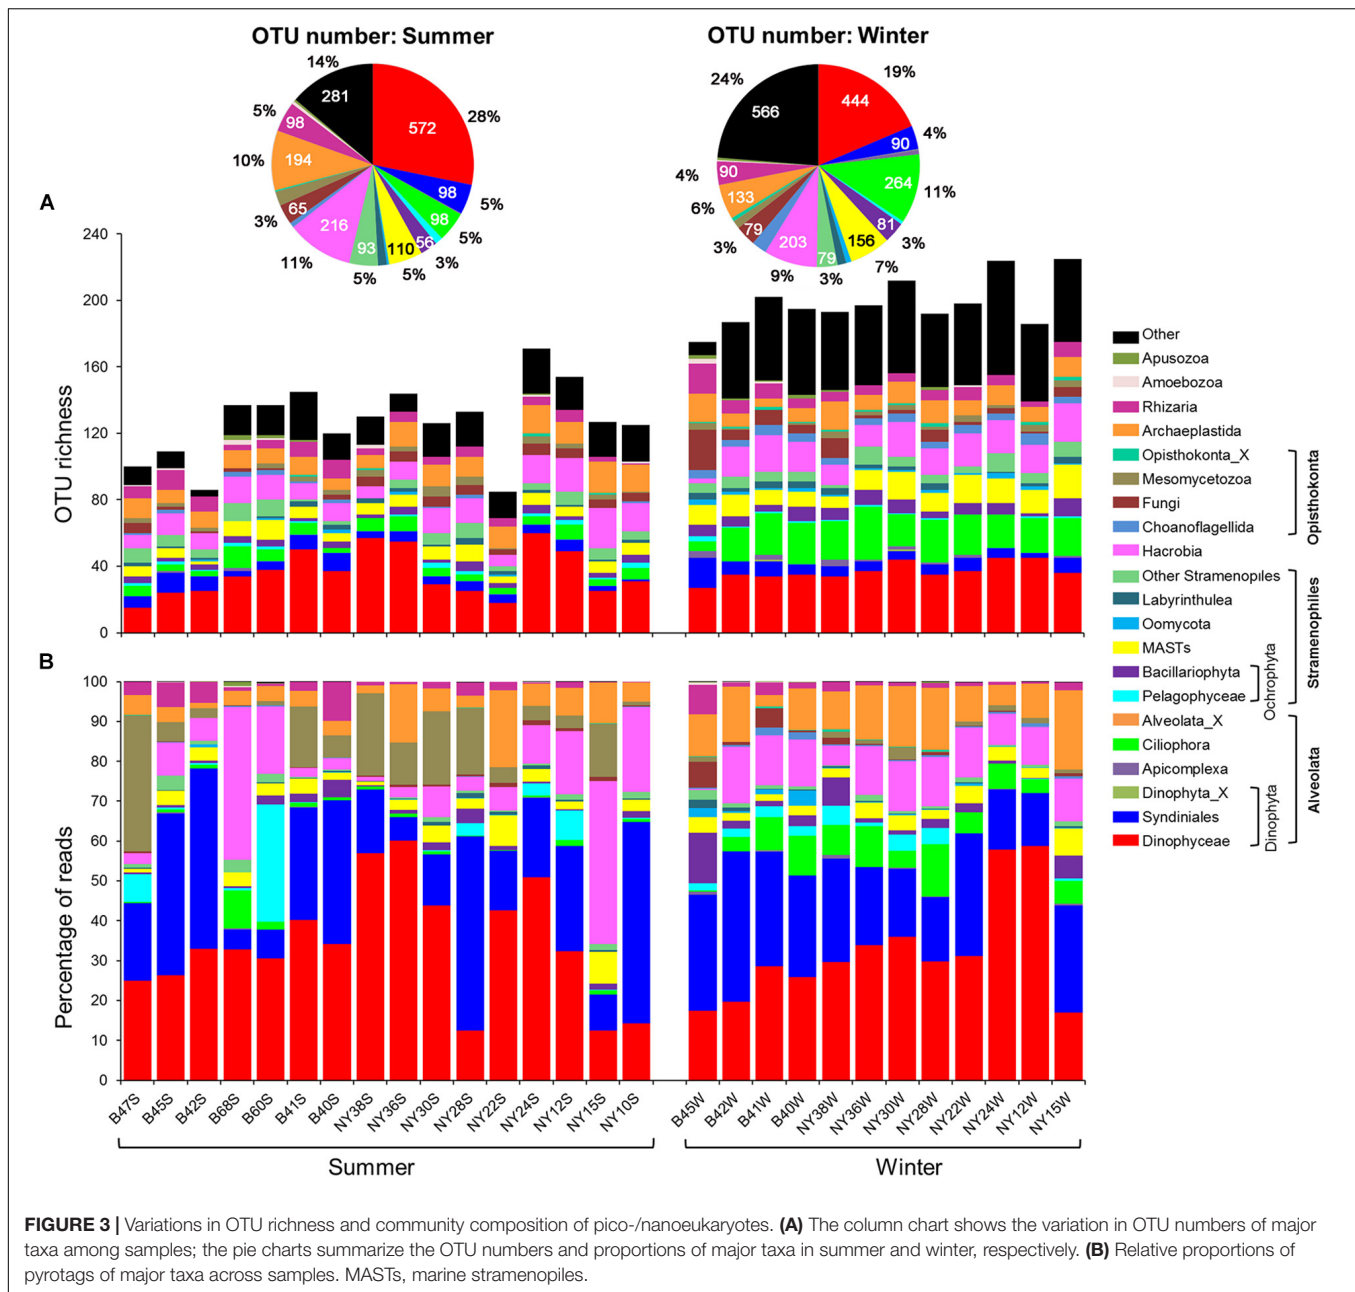 OTU number: Summer
14%
281
572
28%
5%
98
10%
194
98
5%
65
3%
98
5%
216
11%
93
5%
110
5%
56
3%
OTU number: Winter
24%
566
444
19%
90
4%
264
11%
4%
90
6%
133
81
3%
79
3%
156
7%
203
9%
79
3%
A
OTU richness
240
200
160
120
80
40
0
B
Percentage of reads
100
90
80
70
60
50
40
30
20
10
0
B47S
B45S
B42S
B68S
B60S
B41S
B40S
NY38S
NY36S
NY30S
NY28S
NY22S
NY24S
NY12S
NY15S
NY10S
B45W
B42W
B41W
B40W
NY38W
NY36W
NY30W
NY28W
NY22W
NY24W
NY12W
NY15W
Summer
Winter
Other
Apusozoa
Amoebozoa
Rhizaria
Archaeplastida
Opisthokonta_X
Mesomycetozoa
Fungi
Choanoflagellida
Hacrobia
Other Stramenopiles
Labyrinthulea
Oomycota
MASTs
Bacillariophyta
Pelagophyceae
Alveolata_X
Ciliophora
Apicomplexa
Dinophyta_X
Syndiniales
Dinophyceae
Opisthokonta
Ochrophyta
Stramenophiles
Dinophyta
Alveolata
FIGURE 3 | Variations in OTU richness and community composition of pico-/nanoeukaryotes. (A) The column chart shows the variation in OTU numbers of major
taxa among samples; the pie charts summarize the OTU numbers and proportions of major taxa in summer and winter, respectively. (B) Relative proportions of
pyrotags of major taxa across samples. MASTs, marine stramenopiles.